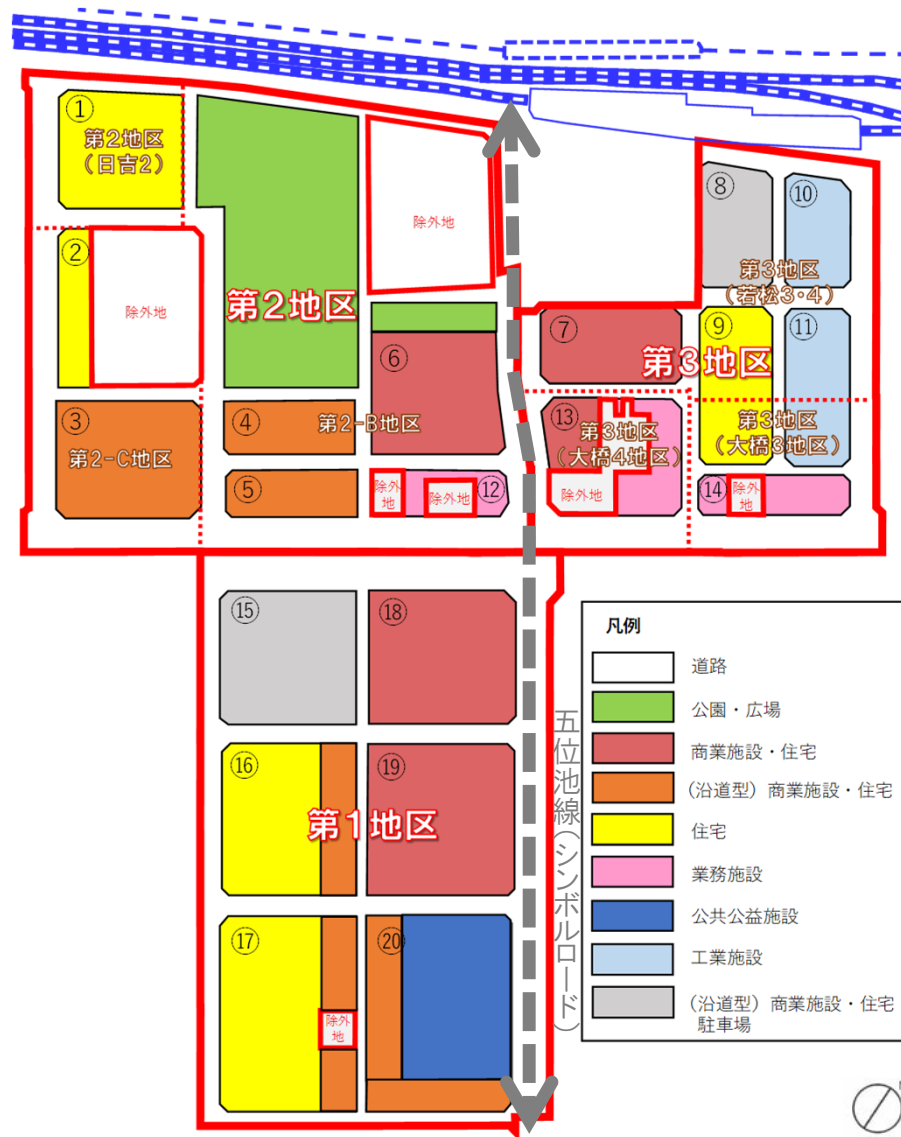 ①
第2地区
（日吉2）
②
除外地
除外地
第2地区
③
第2-C地区
④
⑤
⑥
第2-B地区
除外
地
除外地
⑫
⑦
⑧
⑩
第3地区
（若松3・4）
⑨
⑪
第3地区
⑬
第3地区
（大橋4地区）
除外地
第3地区
（大橋3地区）
⑭
除外
地
⑮
⑱
⑯
⑲
第1地区
⑰
除外
地
⑳
五位池線（シンボルロード）
凡例
道路
公園・広場
商業施設・住宅
(沿道型) 商業施設・住宅
住宅
業務施設
公共公益施設
工業施設
(沿道型) 商業施設・住宅
駐車場